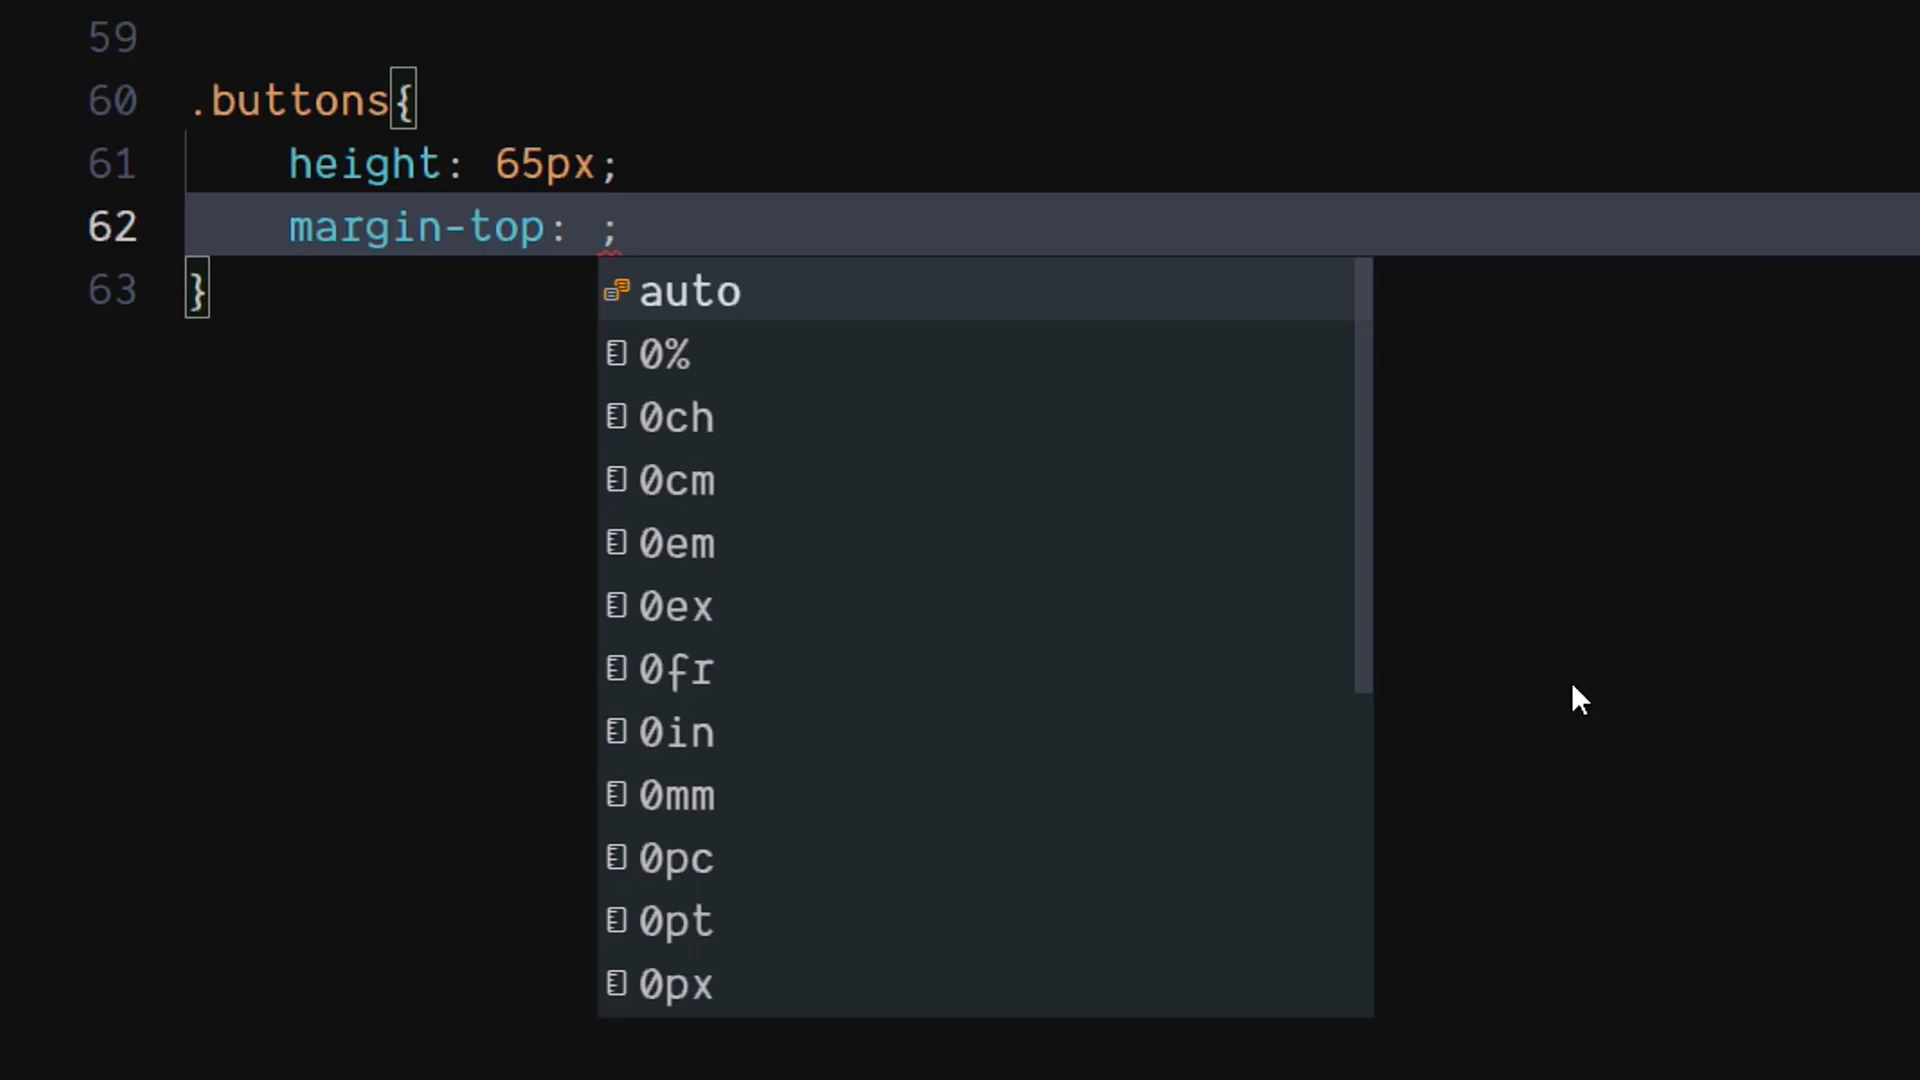 59
60 .buttons{
61 height: 65px;
62 margin-top: ;
63 }
auto
0%
0ch
0cm
0em
0ex
0fr
0in
0mm
0pc
0pt
0px